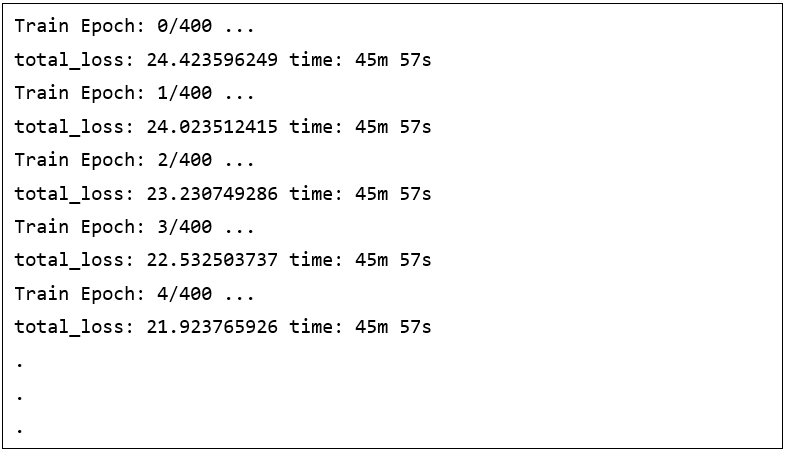 Train Epoch: 0/400 ...
total_loss: 24.423596249 time: 45m 57s
Train Epoch: 1/400 ...
total_loss: 24.023512415 time: 45m 57s
Train Epoch: 2/400 ...
total_loss: 23.230749286 time: 45m 57s
Train Epoch: 3/400 ...
total_loss: 22.532503737 time: 45m 57s
Train Epoch: 4/400 ...
total_loss: 21.923765926 time: 45m 57s
.
.
.